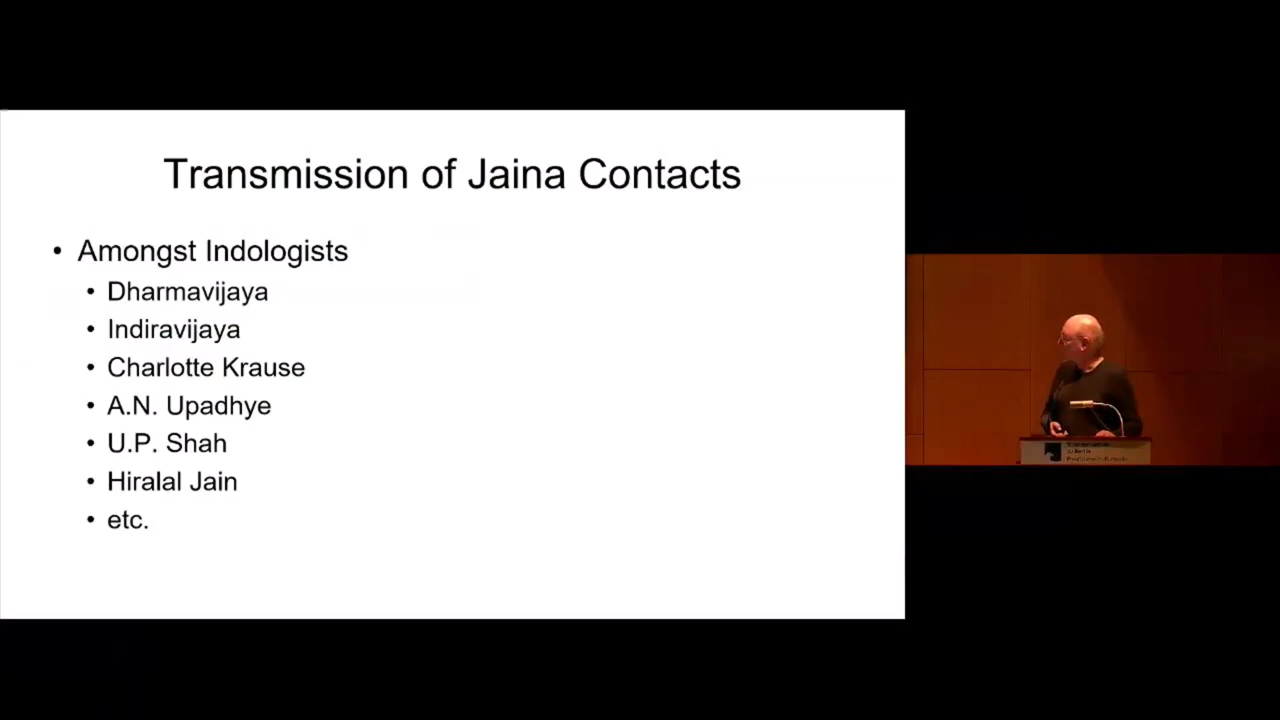 Transmission of Jaina Contacts
• Amongst Indologists
• Dharmavijaya
• Indiravijaya
• Charlotte Krause
• A.N. Upadhye
• U.P. Shah
• Hiralal Jain
• etc.